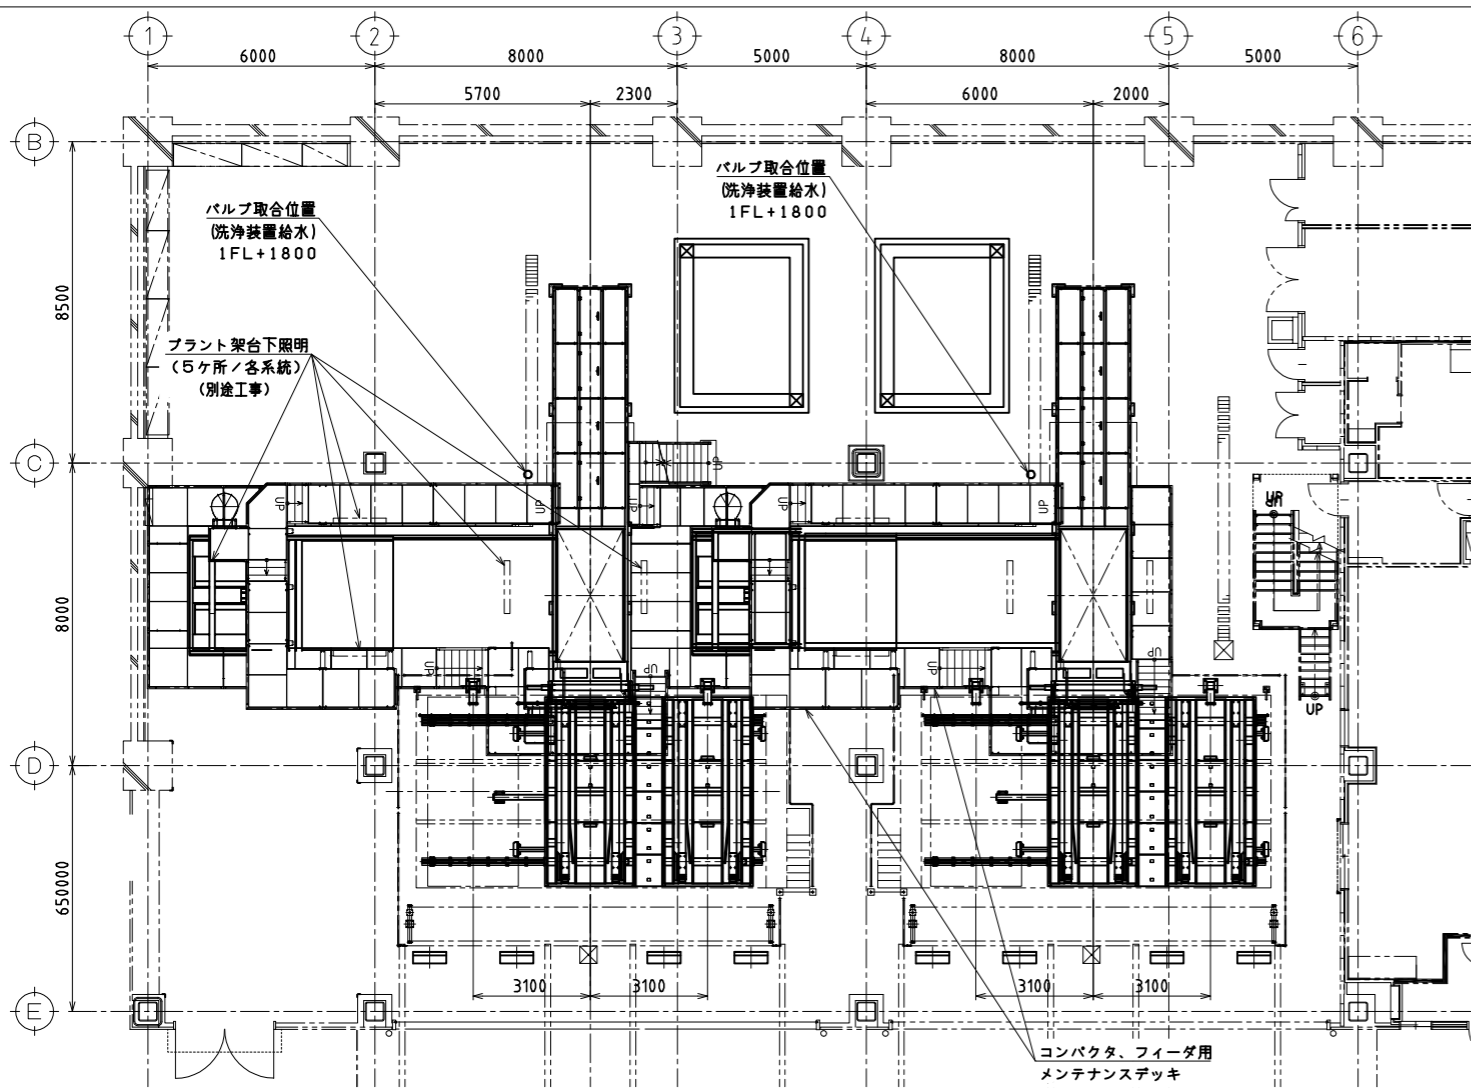 1 2 3 4 5 6
6000 8000 5000 8000 5000
5700 2300 6000 2000
B
バルブ取合位置
(洗浄装置給水)
1FL+1800
バルブ取合位置
(洗浄装置給水)
1FL+1800
8500
プラント架台下照明
(5ケ所/各系統)
(別途工事)
C
UP
UP
UP
UP
UP
UP
UP
UP
8000
UP
UP
UP
UP
UP
D
650000
3100 3100 3100 3100
E
コンパクタ、フィーダ用
メンテナンスデッキ